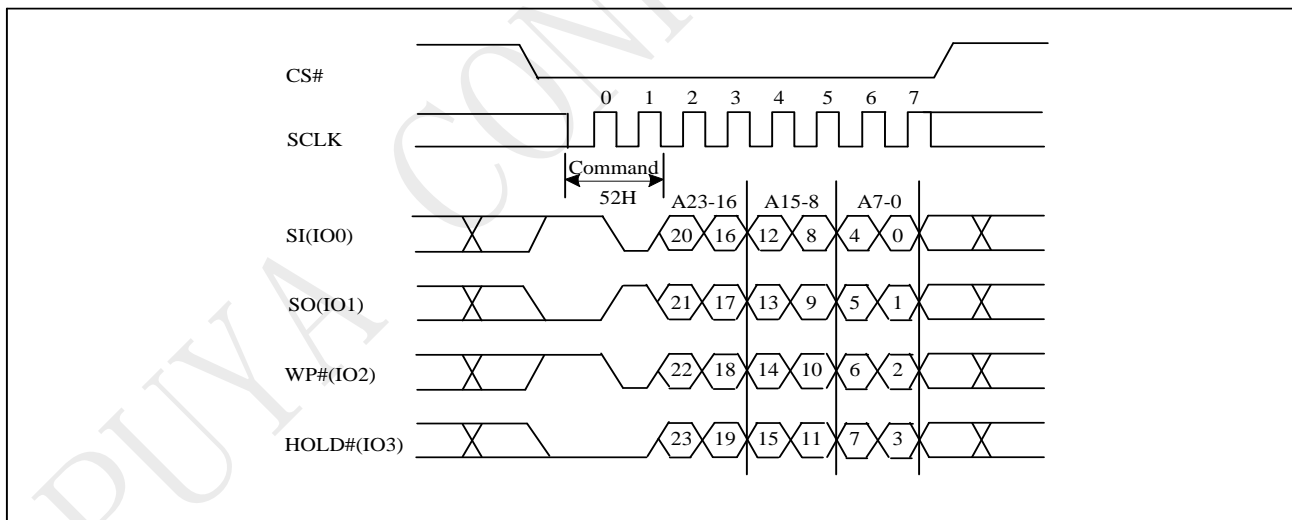 CS#
0 1 2 3 4 5 6 7
SCLK
Command
52H
A23-16 A15-8 A7-0
SI(IO0) 20 16 12 8 4 0
SO(IO1) 21 17 13 9 5 1
WP#(IO2) 22 18 14 10 6 2
HOLD#(IO3) 23 19 15 11 7 3
PUYA CON